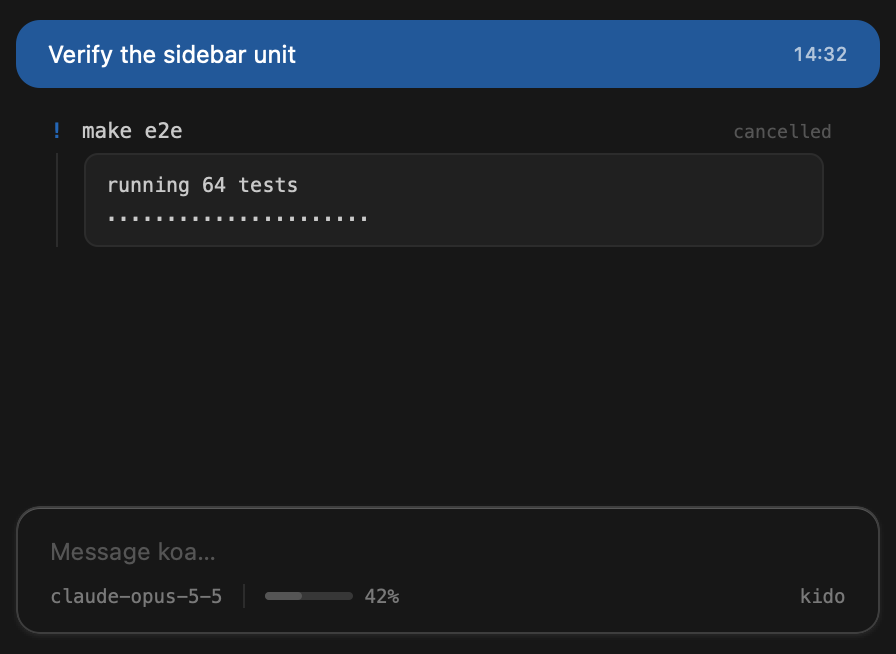 Verify the sidebar unit 14:32
! make e2e cancelled
running 64 tests
......................
Message koa...
claude-opus-5-5 42% kido